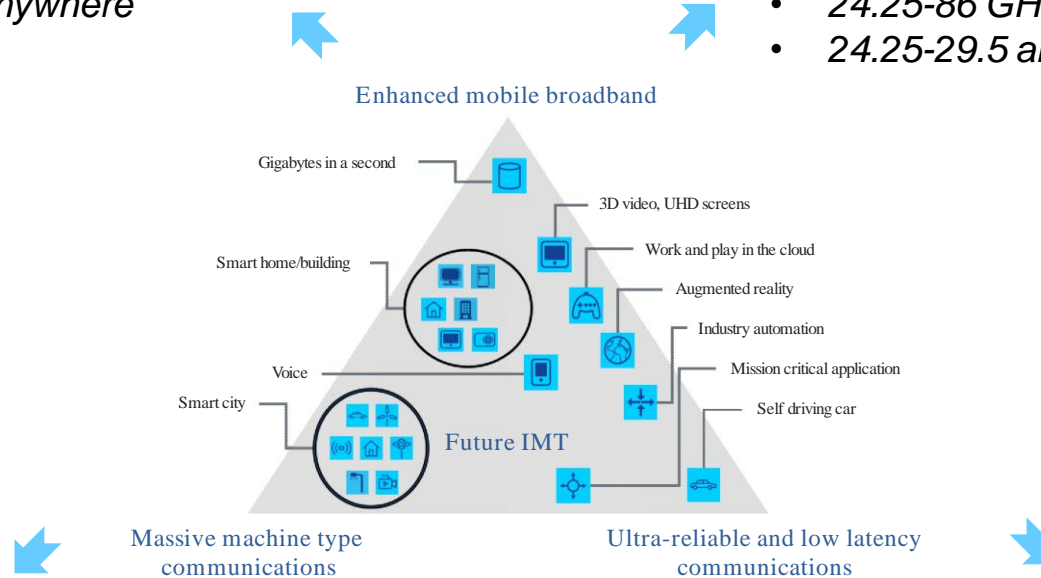 24.25-86 GH
• 24.25-29.5
Enhanced mobile broadband
Gigabytes in a second
3D video, UHD screens
Work and play in the cloud
Smart home/building
Augmented reality
Industry automation
Voice
Mission critical application
Smart city
Self driving car
Future IMT
Massive machine type
communications
Ultra-reliable and low latency
communications